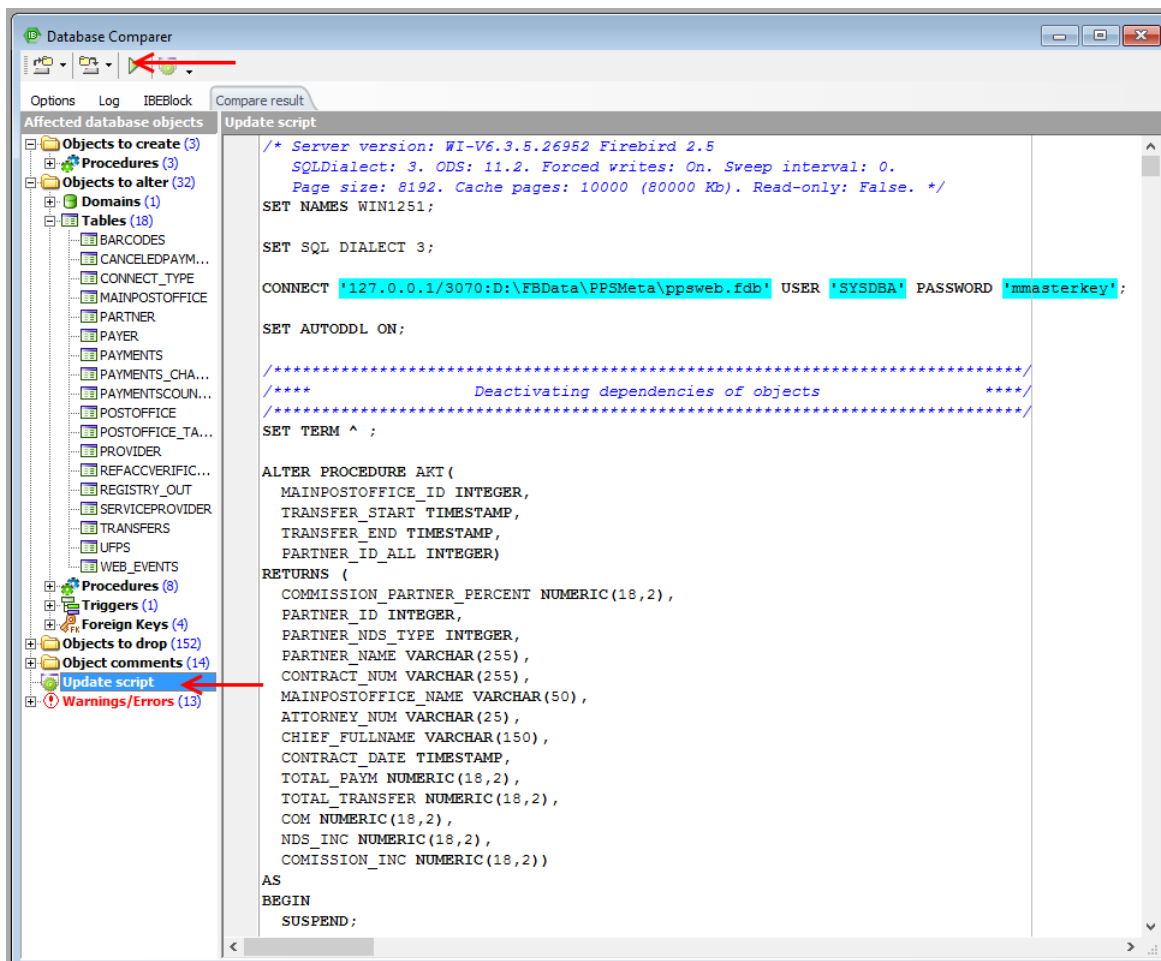 Database Comparer
Options Log IBEBlock Compare result
Affected database objects
Objects to create (3)
Procedures (3)
Objects to alter (32)
Domains (1)
Tables (18)
BARCODES
CANCELEDPAYM...
CONNECT_TYPE
MAINPOSTOFFICE
PARTNER
PAYER
PAYMENTS
PAYMENTS_CHA...
PAYMENTSCOUN...
POSTOFFICE
POSTOFFICE_TA...
PROVIDER
REFACCVERIFIC...
REGISTRY_OUT
SERVICEPROVIDER
TRANSFERS
UFPS
WEB_EVENTS
Procedures (8)
Triggers (1)
FK Foreign Keys (4)
Objects to drop (152)
Object comments (14)
Update script
Warnings/Errors (13)
Update script
/* Server version: WI-V6.3.5.26952 Firebird 2.5
SQLDialect: 3. ODS: 11.2. Forced writes: On. Sweep interval: 0.
Page size: 8192. Cache pages: 10000 (80000 Kb). Read-only: False. */
SET NAMES WIN1251;
SET SQL DIALECT 3;
CONNECT '127.0.0.1/3070:D:\FBData\PPSMeta\ppsweb.fdb' USER 'SYSDBA' PASSWORD 'mmasterkey';
SET AUTODDL ON;
/******************************************************************************/
/****                 Deactivating dependencies of objects                 ****/
/******************************************************************************/
SET TERM ^ ;
ALTER PROCEDURE AKT(
MAINPOSTOFFICE_ID INTEGER,
TRANSFER_START TIMESTAMP,
TRANSFER_END TIMESTAMP,
PARTNER_ID_ALL INTEGER)
RETURNS (
COMMISSION_PARTNER_PERCENT NUMERIC(18,2),
PARTNER_ID INTEGER,
PARTNER_NDS_TYPE INTEGER,
PARTNER_NAME VARCHAR(255),
CONTRACT_NUM VARCHAR(255),
MAINPOSTOFFICE_NAME VARCHAR(50),
ATTORNEY_NUM VARCHAR(25),
CHIEF_FULLNAME VARCHAR(150),
CONTRACT_DATE TIMESTAMP,
TOTAL_PAYM NUMERIC(18,2),
TOTAL_TRANSFER NUMERIC(18,2),
COM NUMERIC(18,2),
NDS_INC NUMERIC(18,2),
COMISSION_INC NUMERIC(18,2))
AS
BEGIN
SUSPEND;